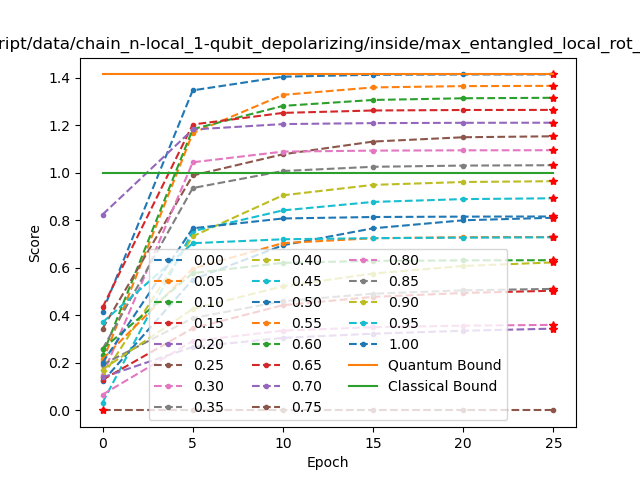 ript/data/chain_n-local_1-qubit_depolarizing/inside/max_entangled_local_rot_
Score
1.4
1.2
1.0
0.8
0.6
0.4
0.2
0.0
0.00 0.40 0.80
0.05 0.45 0.85
0.10 0.50 0.90
0.15 0.55 0.95
0.20 0.60 1.00
0.25 0.65 Quantum Bound
0.30 0.70 Classical Bound
0.35 0.75
0 5 10 15 20 25
Epoch